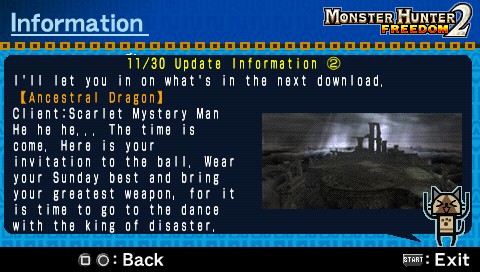 Information
MONSTER HUNTER
FREEDOM 2
11/30 Update Information ②
I'll let you in on what's in the next download.
【Ancestral Dragon】
Client:Scarlet Mystery Man
He he he... The time is
come. Here is your
invitation to the ball. Wear
your Sunday best and bring
your greatest weapon, for it
is time to go to the dance
with the king of disaster.
□○: Back
START: Exit